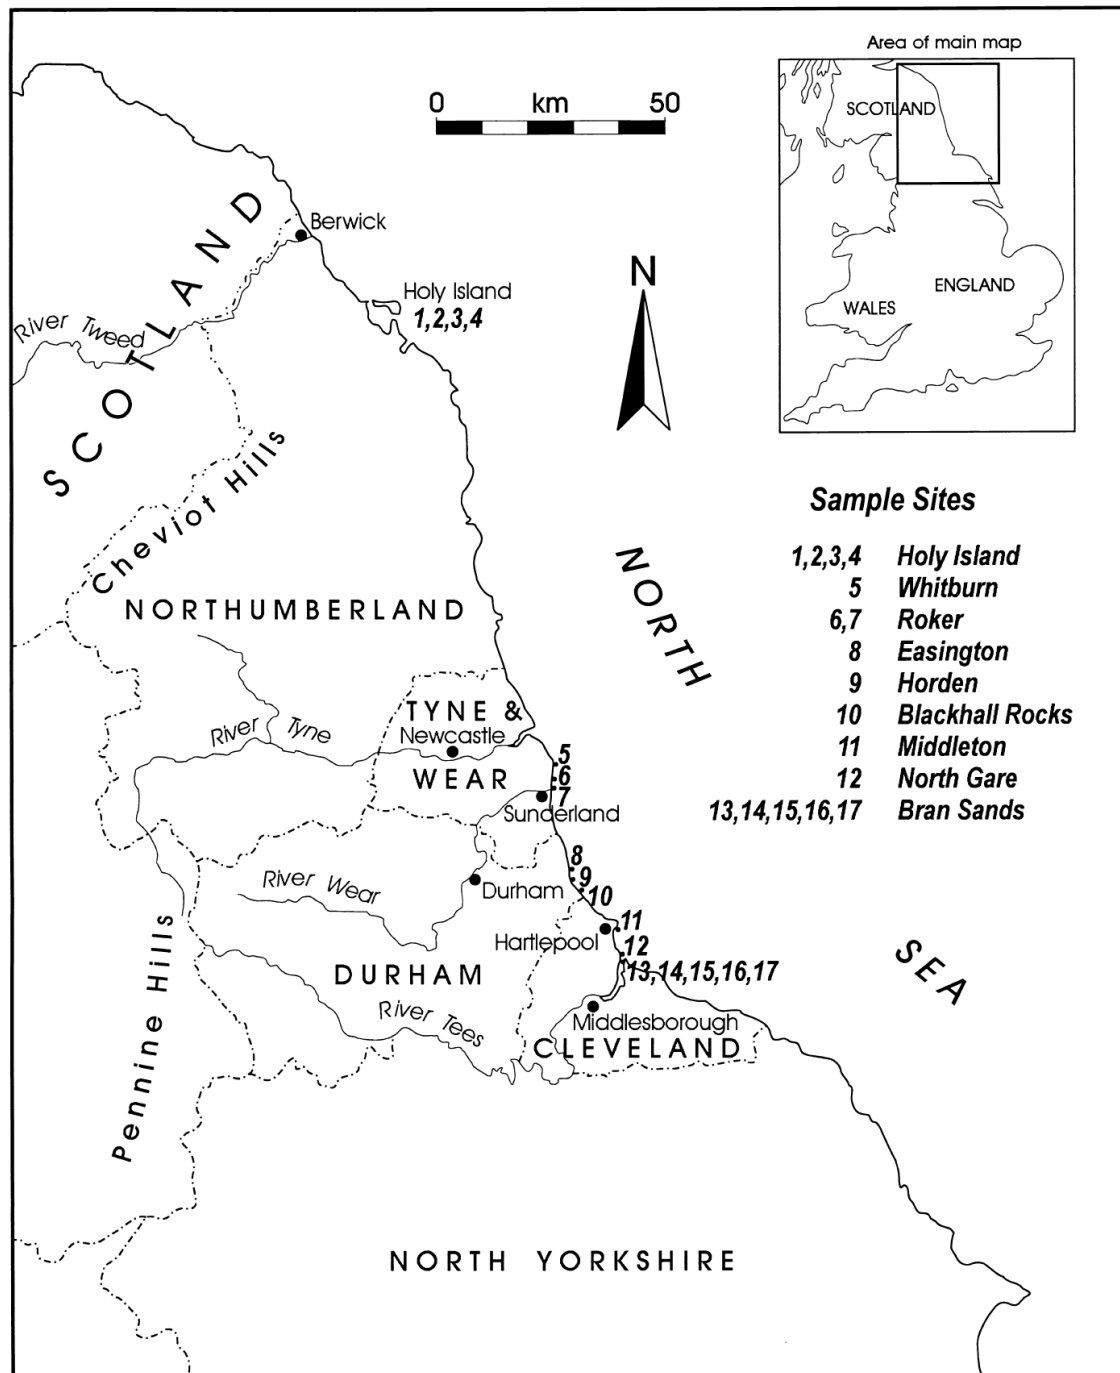 Area of main map
SCOTLAND
ENGLAND
WALES
0 km 50
N
SCOTLAND
Berwick
Holy Island
1,2,3,4
River Tweed
Cheviot Hills
NORTHUMBERLAND
NORTH
SEA
Sample Sites
1,2,3,4 Holy Island
5 Whitburn
6,7 Roker
8 Easington
9 Horden
10 Blackhall Rocks
11 Middleton
12 North Gare
13,14,15,16,17 Bran Sands
TYNE &
Newcastle
WEAR
River Tyne
5
6
7
Sunderland
8
9
10
River Wear
Durham
11
Hartlepool
12
13,14,15,16,17
DURHAM
River Tees
Middlesborough
CLEVELAND
Pennine Hills
NORTH YORKSHIRE